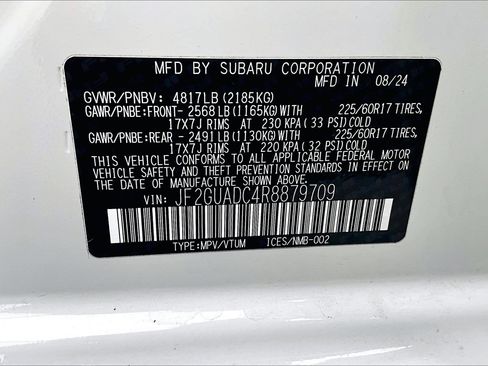 MFD BY SUBARU CORPORATION
MFD IN 08/24
GVWR/PNBV: 4817LB (2185KG)
GAWR/PNBE:FRONT- 2568LB (1165KG)WITH 225/60R17 TIRES,
17X7J RIMS AT 230 KPA (33 PSI)COLD
GAWR/PNBE:REAR - 2491LB (1130KG)WITH 225/60R17 TIRES,
17X7J RIMS AT 220 KPA (32 PSI)COLD
THIS VEHICLE CONFORMS TO ALL APPLICABLE FEDERAL MOTOR
VEHICLE SAFETY AND THEFT PREVENTION STANDARDS IN EFFECT
ON THE DATE OF MANUFACTURE SHOWN ABOVE.
VIN: JF2GUADC4R8879709
TYPE:MPV/VTUM ICES/NMB-002